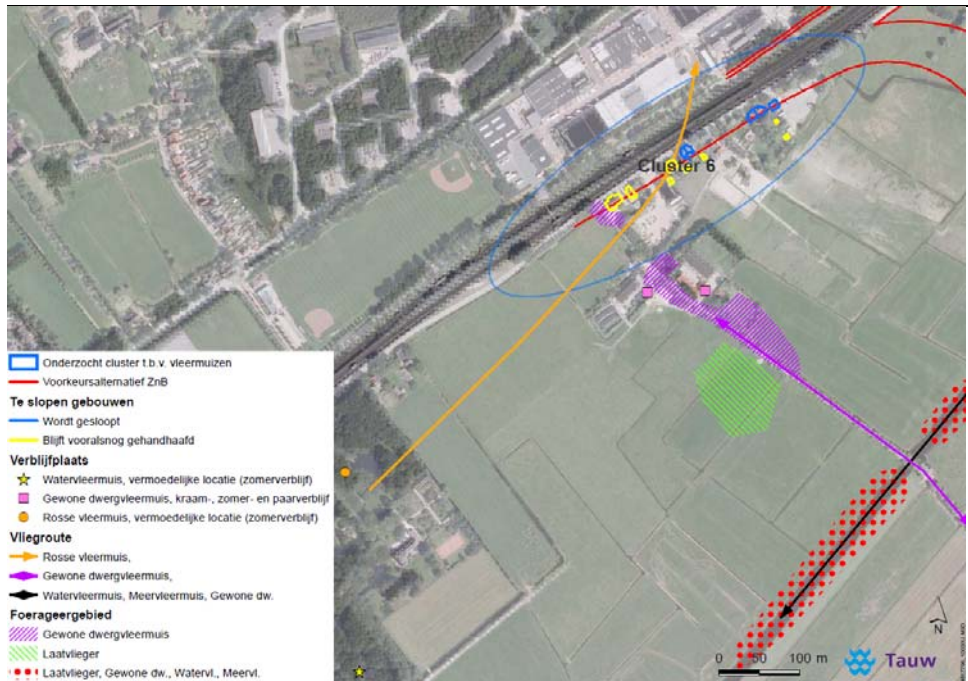 Cluster 6
Onderzocht cluster t.b.v. vleermuizen
Voorkeursalternatief ZnB
Te slopen gebouwen
Wordt gesloopt
Blijft vooralsnog gehandhaafd
Verblijfplaats
Watervleermuis, vermoedelijke locatie (zomerverblijf)
Gewone dwergvleermuis, kraam-, zomer- en paarverblijf
Rosse vleermuis, vermoedelijke locatie (zomerverblijf)
Vliegroute
Rosse vleermuis,
Gewone dwergvleermuis,
Watervleermuis, Meervleermuis, Gewone dw.
Foerageergebied
Gewone dwergvleermuis
Laatvlieger
Laatvlieger, Gewone dw., Watervl., Meervl.
0 50 100 m
Tauw
N